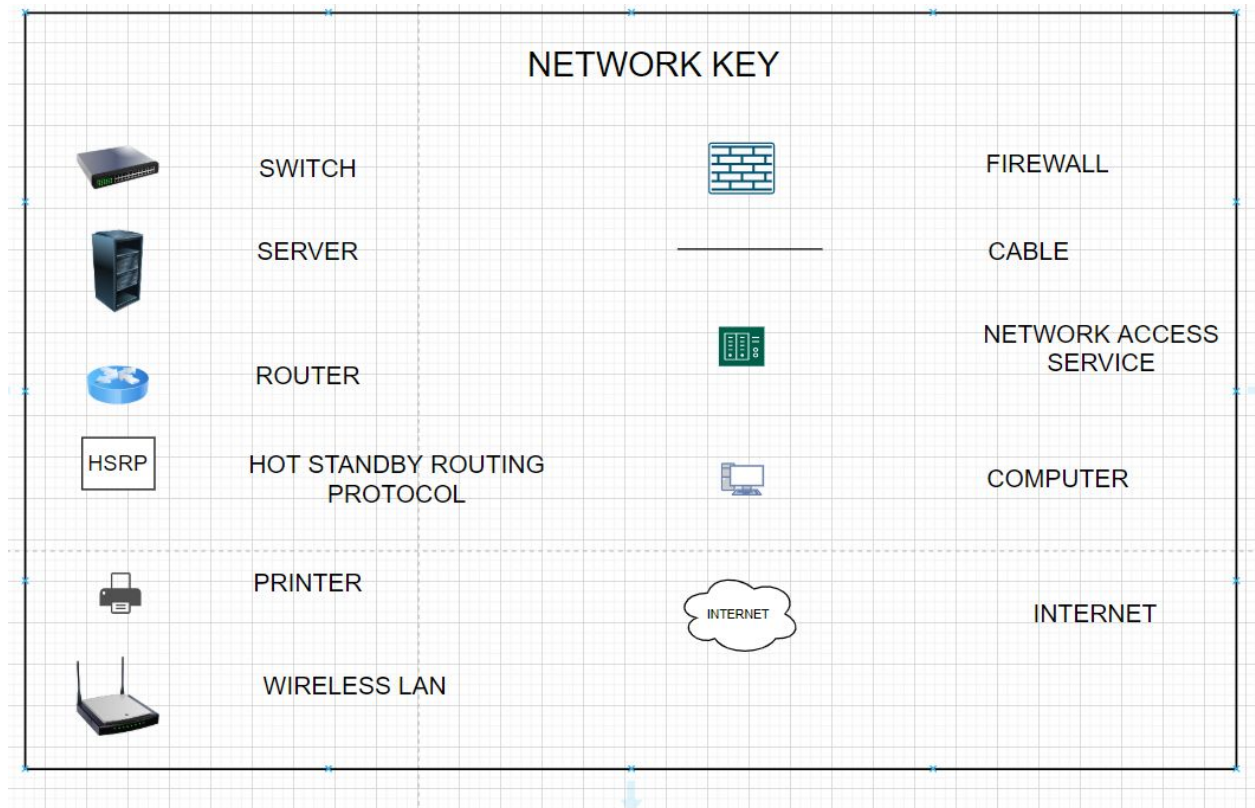 NETWORK KEY
SWITCH
FIREWALL
SERVER
CABLE
NETWORK ACCESS
SERVICE
ROUTER
HSRP
HOT STANDBY ROUTING
PROTOCOL
COMPUTER
PRINTER
INTERNET
INTERNET
WIRELESS LAN